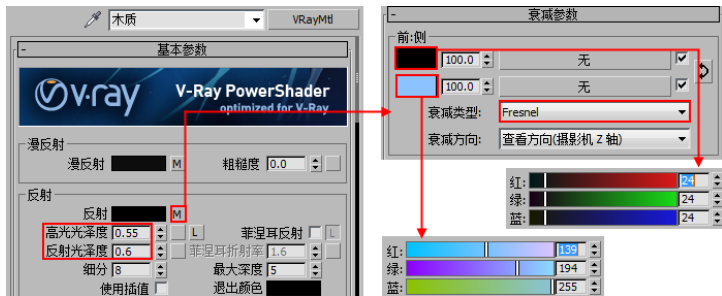 木质
VRayMtl
- 基本参数
V·ray V-Ray PowerShader
optimized for V-Ray
漫反射
漫反射 M 粗糙度 0.0
反射
反射 M
高光光泽度 0.55 L 菲涅耳反射 L
反射光泽度 0.6 菲涅耳折射率 1.6
细分 8 最大深度 5
使用插值 退出颜色
- 衰减参数
前:侧
100.0 无
100.0 无
衰减类型: Fresnel
衰减方向: 查看方向(摄影机 Z 轴)
红: 24
绿: 24
蓝: 24
红: 139
绿: 194
蓝: 255